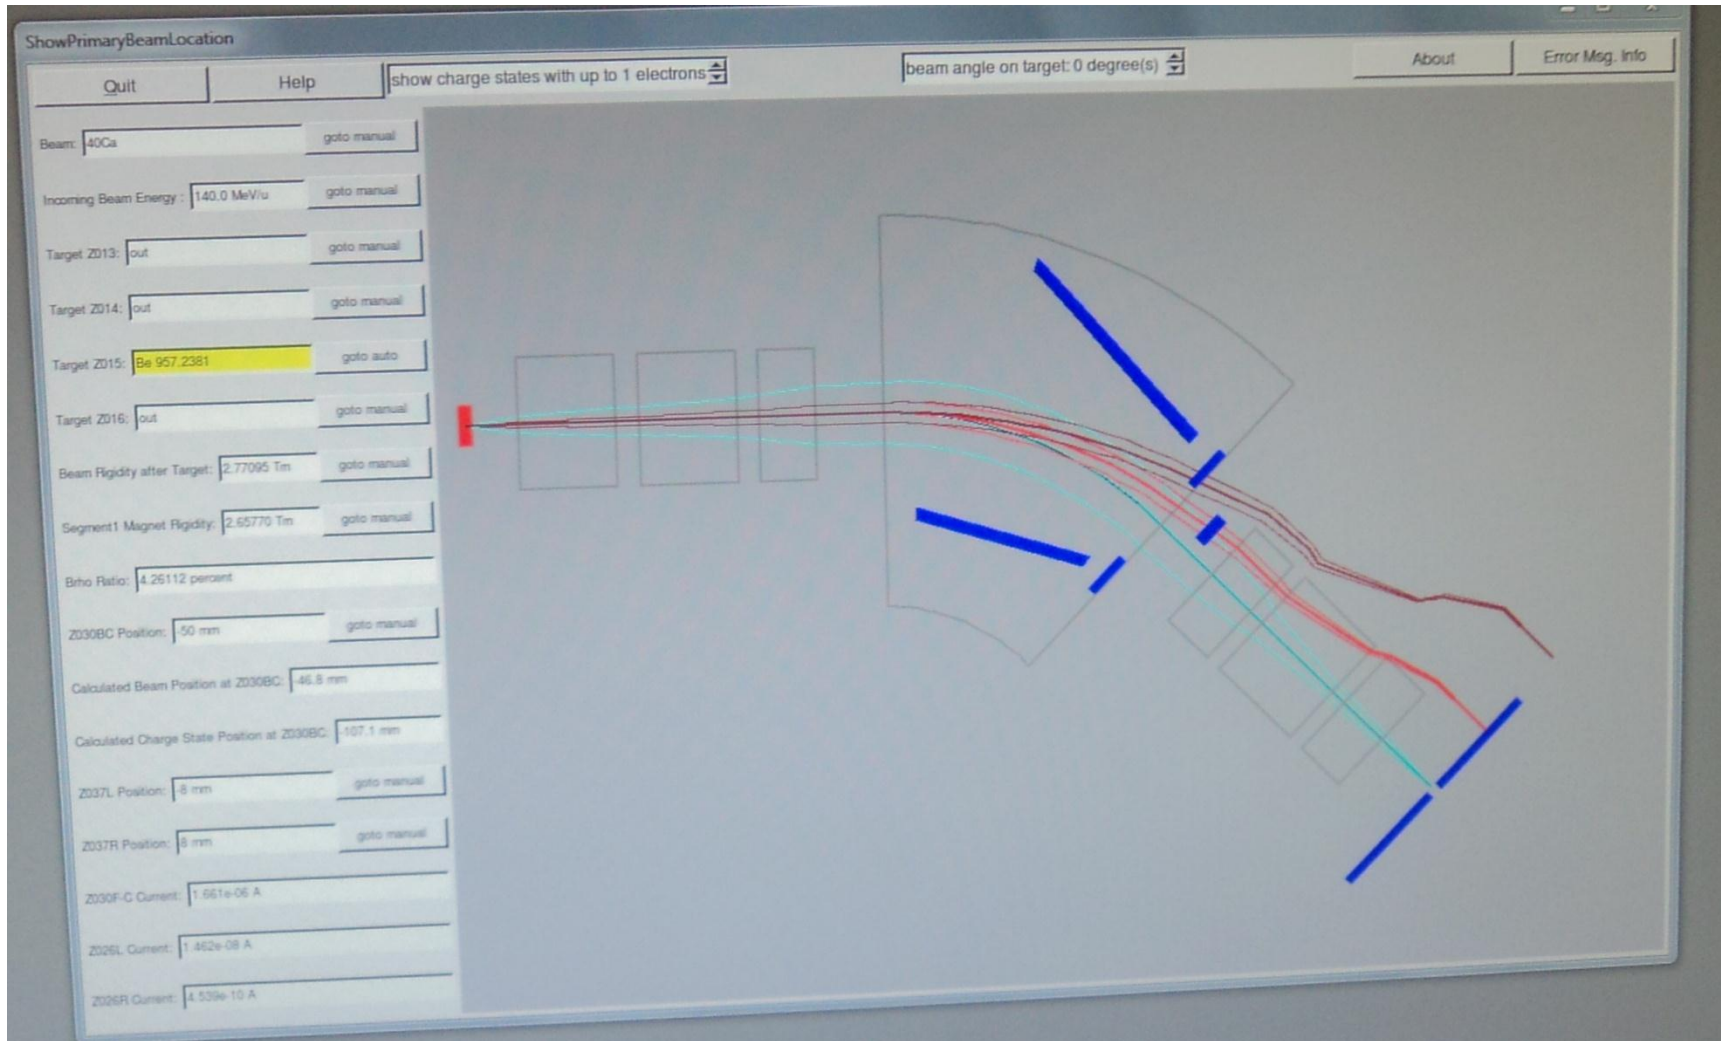 ShowPrimaryBeamLocation
Quit Help show charge states with up to 1 electrons beam angle on target: 0 degree(s) About Error Msg. Info
Beam: 40Ca goto manual
Incoming Beam Energy : 140.0 MeV/u goto manual
Target Z013: out goto manual
Target Z014: out goto manual
Target Z015: Be 957.2381 goto auto
Target Z016: out goto manual
Beam Rigidity after Target: 2.77095 Tm goto manual
Segment1 Magnet Rigidity: 2.65770 Tm goto manual
Brho Ratio: 4.26112 percent
Z030BC Position: -50 mm goto manual
Calculated Beam Position at Z030BC: -46.8 mm
Calculated Charge State Position at Z030BC: -107.1 mm
Z037L Position: -8 mm goto manual
Z037R Position: 8 mm goto manual
Z030F-C Current: 1.661e-06 A
Z026L Current: 1.462e-08 A
Z026R Current: 4.539e-10 A